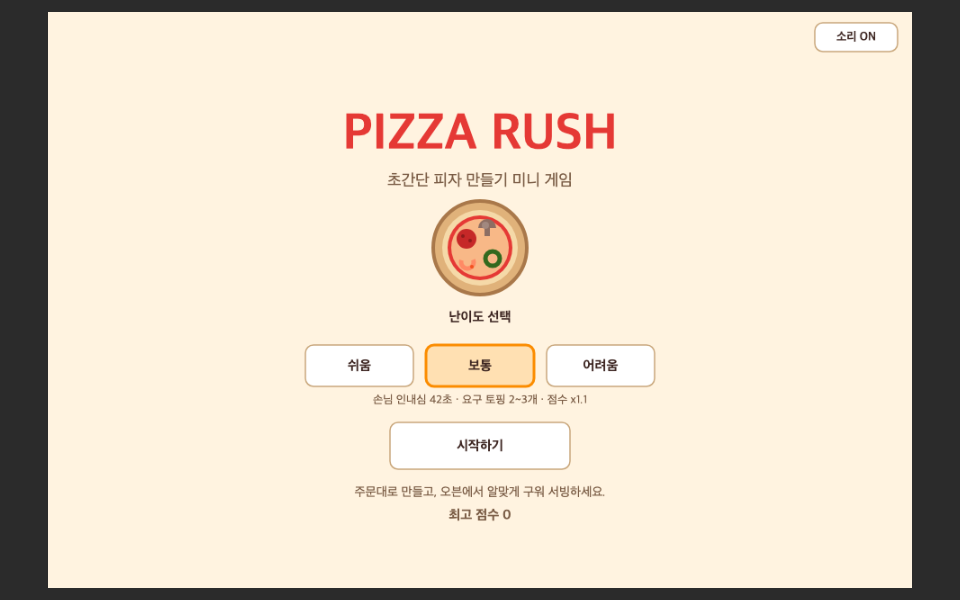 소리 ON
PIZZA RUSH
초간단 피자 만들기 미니 게임
난이도 선택
쉬움 보통 어려움
손님 인내심 42초 · 요구 토핑 2~3개 · 점수 x1.1
시작하기
주문대로 만들고, 오븐에서 알맞게 구워 서빙하세요.
최고 점수 0